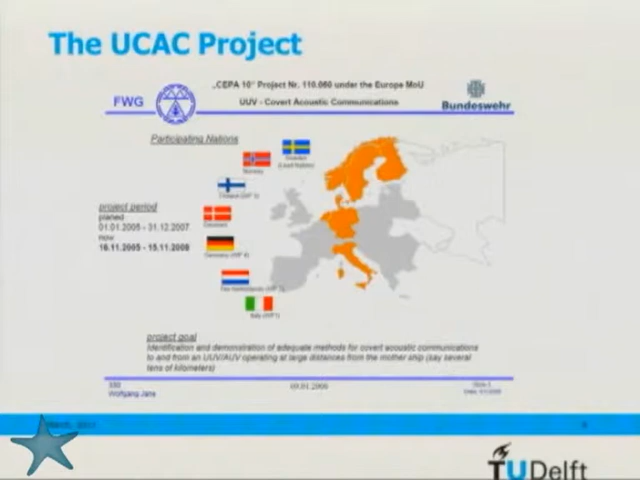 The UCAC Project
„CEPA 10" Project Nr. 110.060 under the Europe MoU
FWG
UUV - Covert Acoustic Communications
Bundeswehr
Participating Nations
Sweden
(Lead Nation)
Norway
Finland
Denmark
Germany
The Netherlands
Italy
project period
planed
01.01.2005 - 31.12.2007
now
16.11.2005 - 15.11.2008
project goal
Identification and demonstration of adequate methods for covert acoustic communications
to and from an UUV/AUV operating at large distances from the mother ship (say several
tens of kilometers)
Wolfgang Jans
09.01.2006
TUDelft